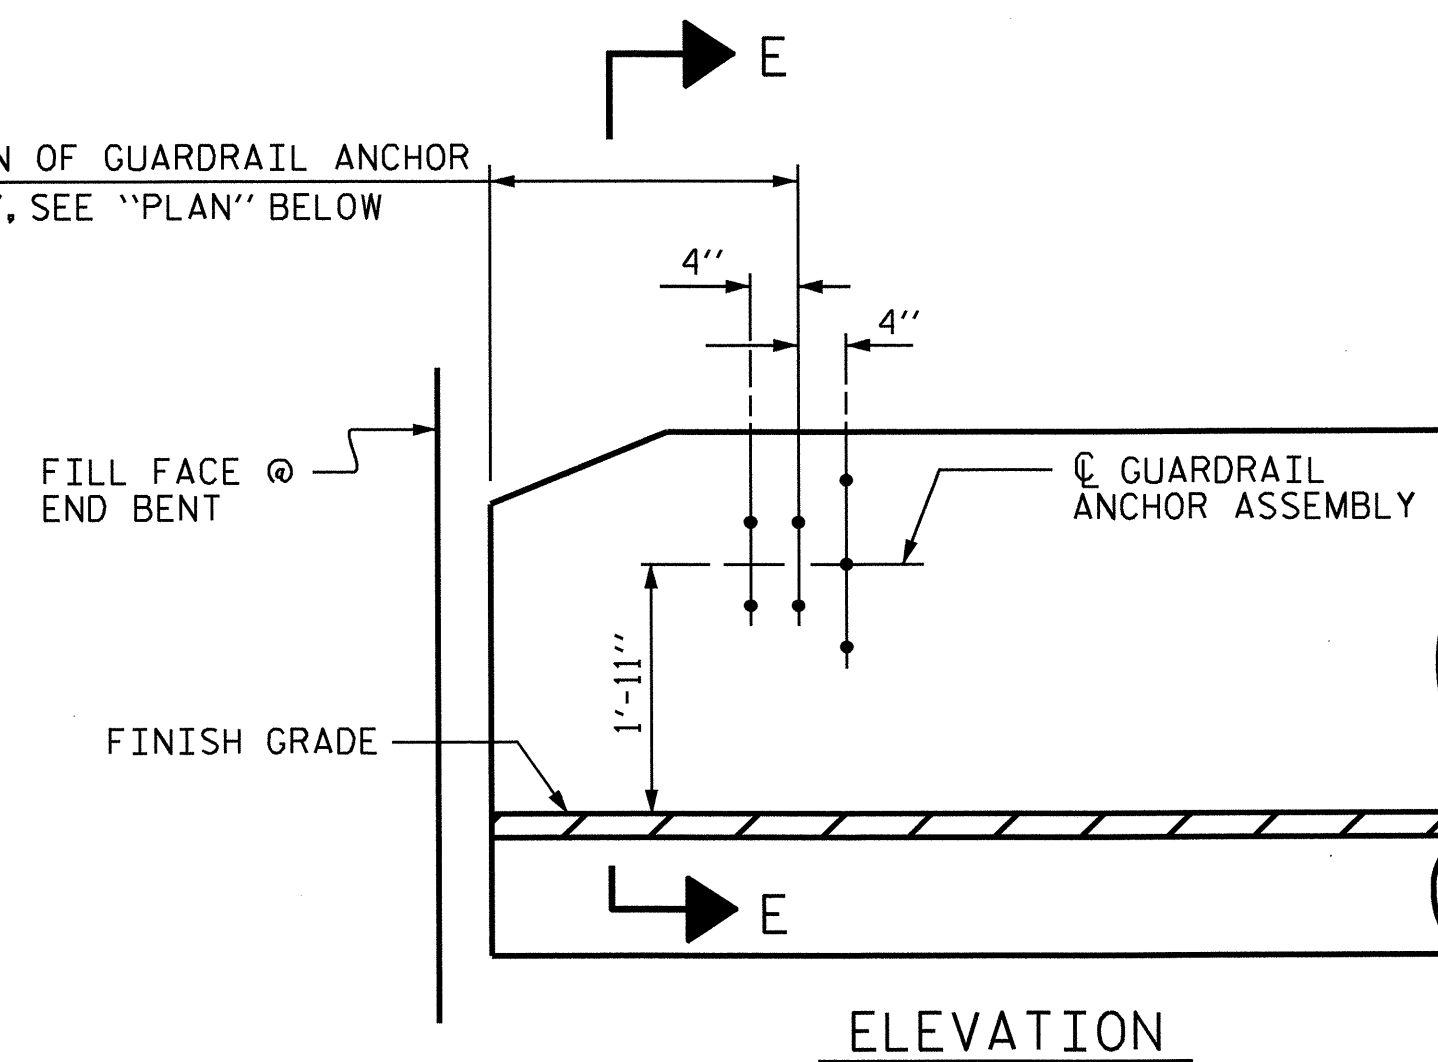 E
OF GUARDRAIL ANCHOR
SEE "PLAN" BELOW
4"
4"
FILL FACE @
END BENT
℄ GUARDRAIL
ANCHOR ASSEMBLY
1'-11"
FINISH GRADE
E
ELEVATION